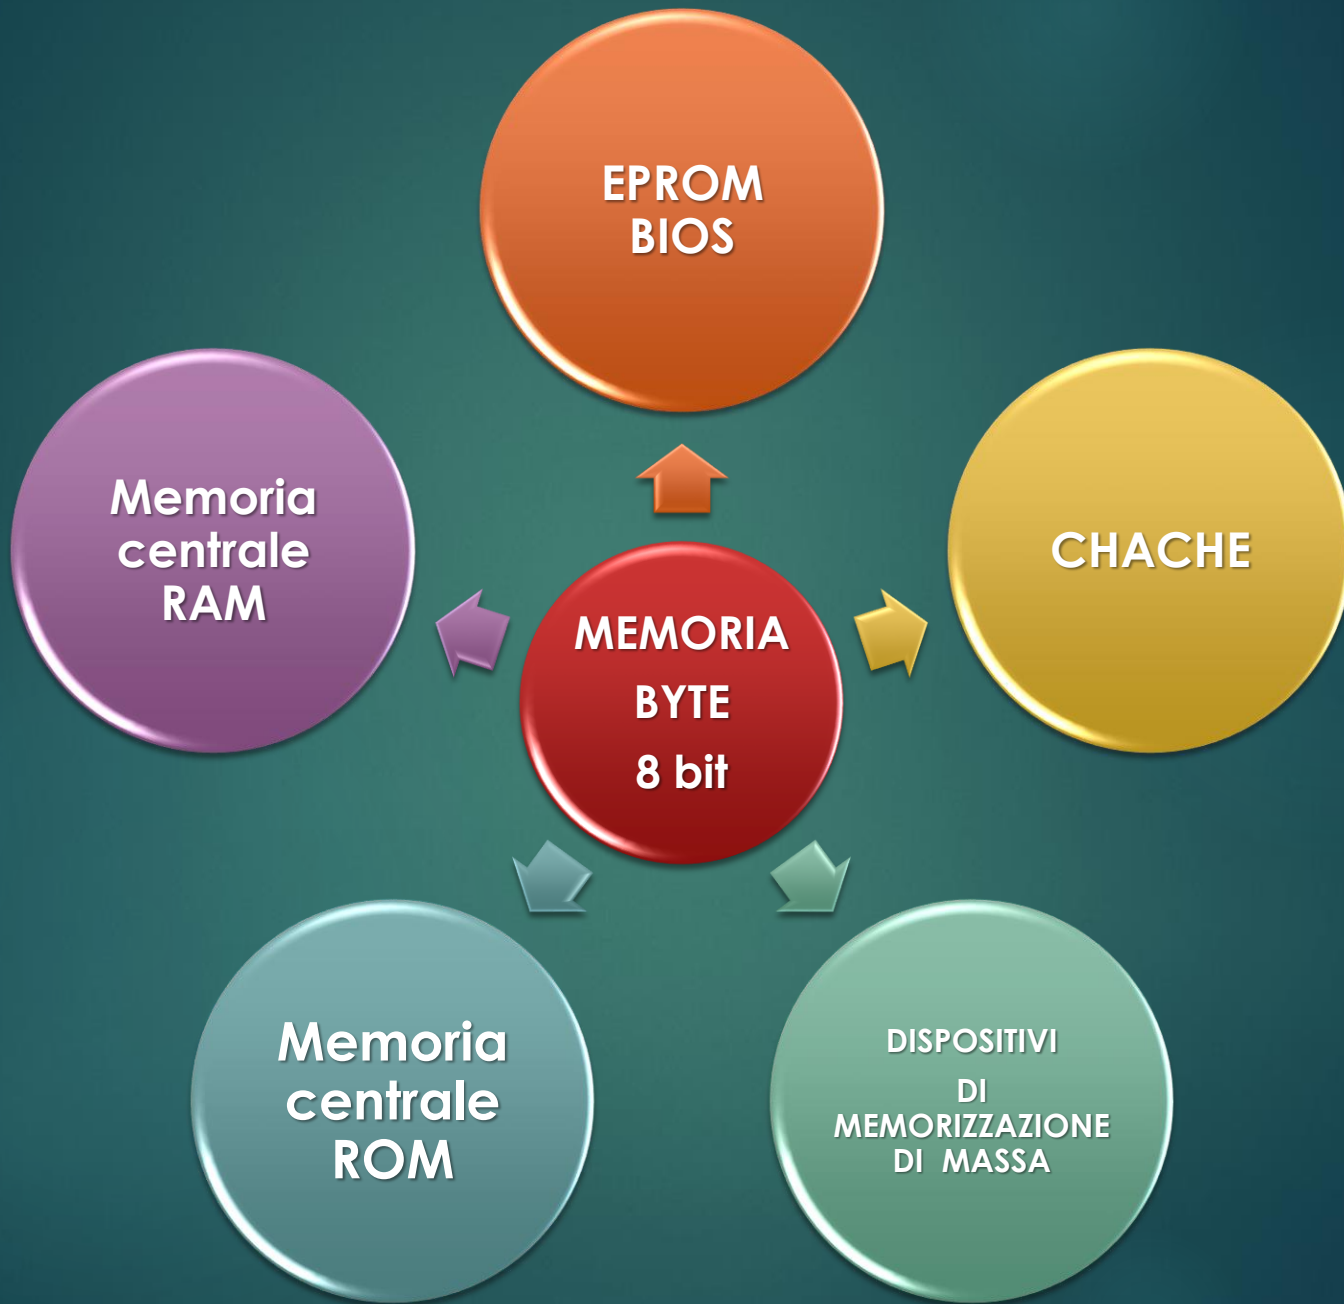 EPROM
BIOS
Memoria
centrale
RAM
CHACHE
MEMORIA
BYTE
8 bit
Memoria
centrale
ROM
DISPOSITIVI
DI
MEMORIZZAZIONE
DI MASSA